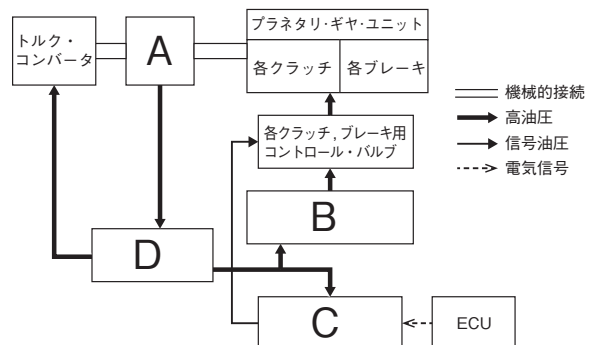 トルク・
コンバータ
A
プラネタリ・ギヤ・ユニット
各クラッチ
各ブレーキ
機械的接続
高油圧
信号油圧
電気信号
各クラッチ,ブレーキ用
コントロール・バルブ
B
D
C
ECU